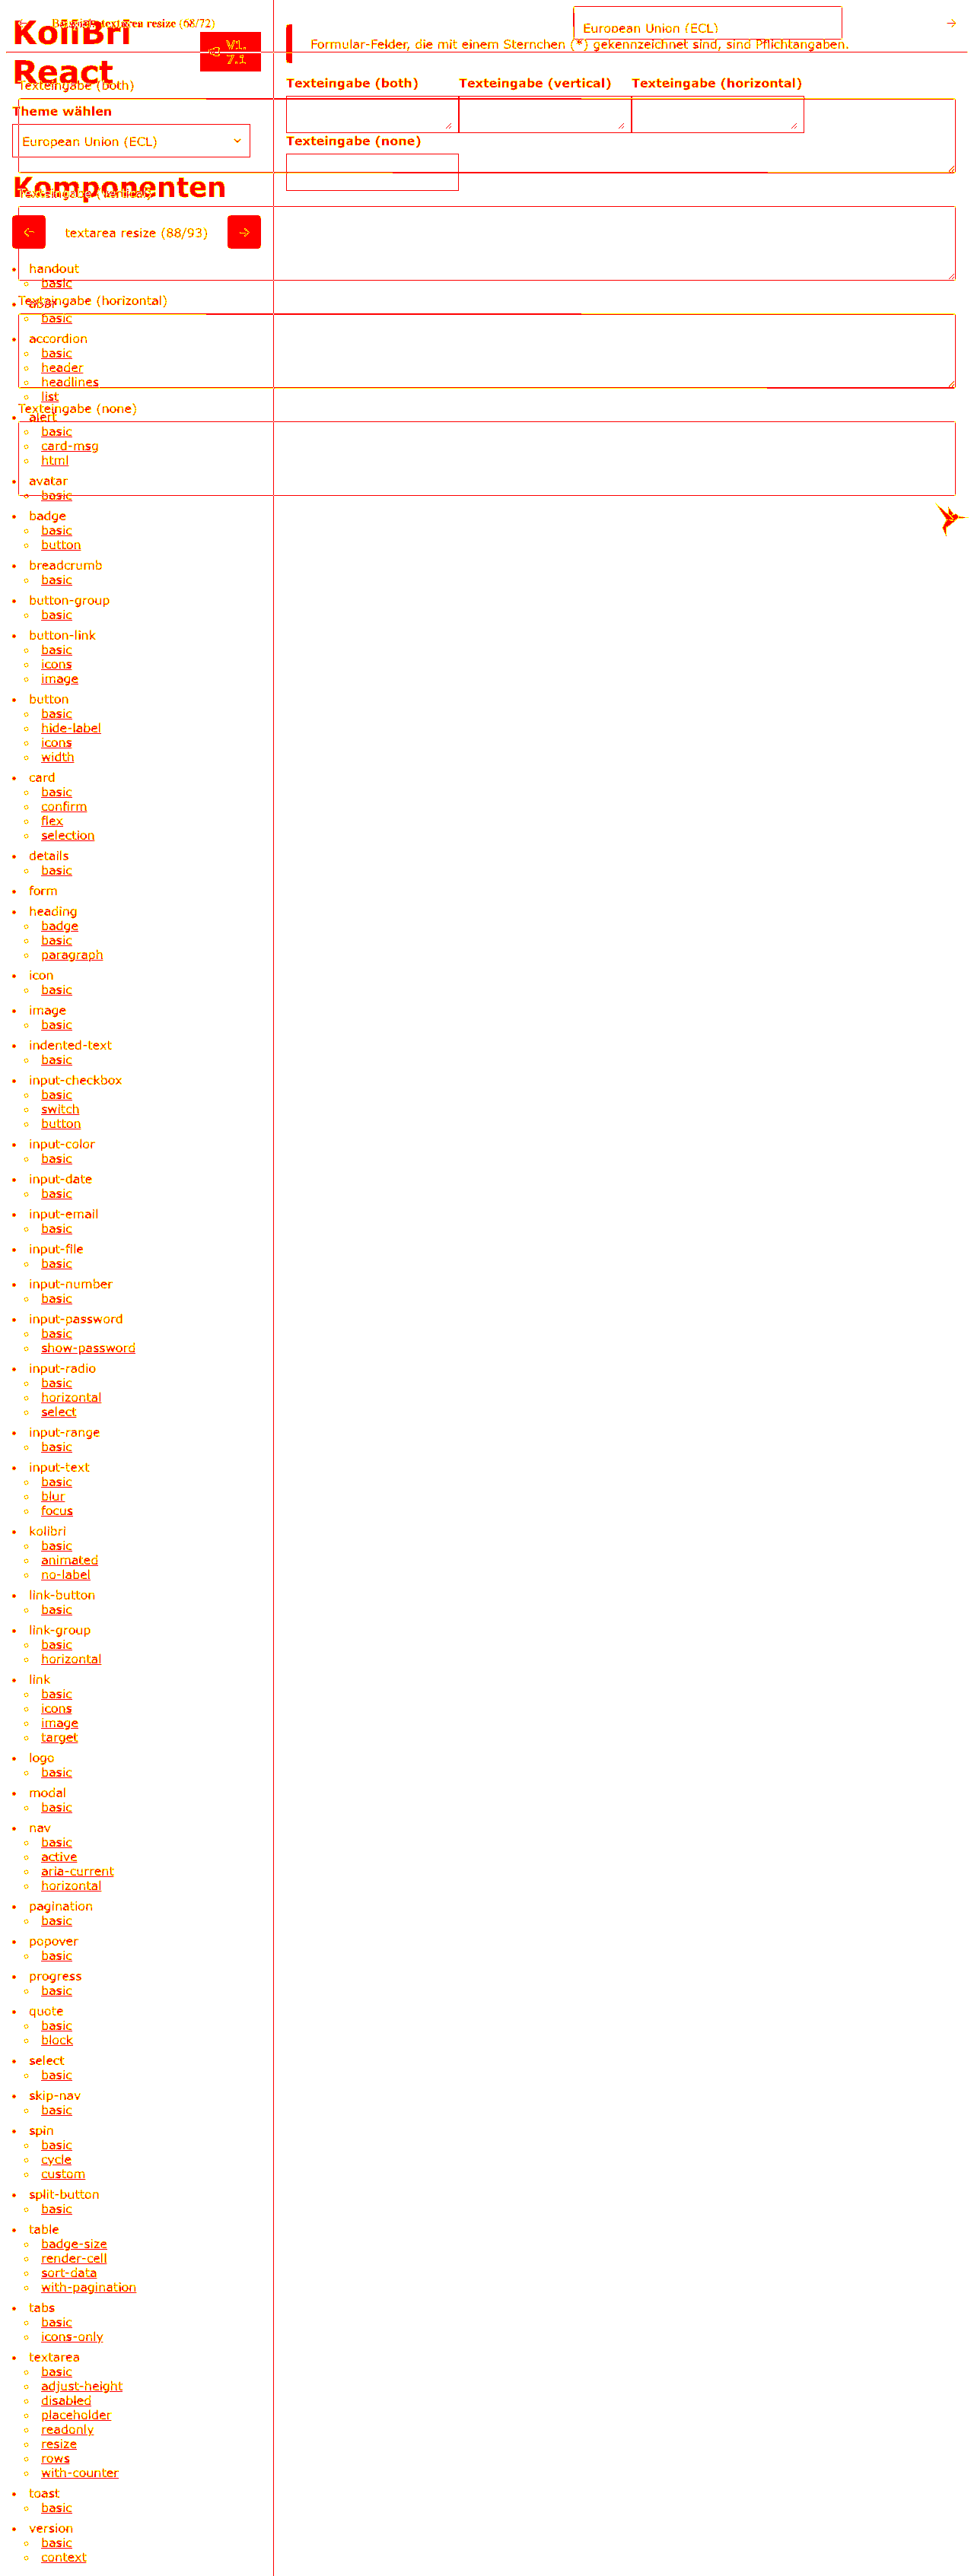 KoliBri
React
V1.
7.1
Beispiel: textarea resize (68/72)
European Union (ECL)
Formular-Felder, die mit einem Sternchen (*) gekennzeichnet sind, sind Pflichtangaben.
Texteingabe (both)
Texteingabe (both)
Texteingabe (vertical)
Texteingabe (horizontal)
Theme wählen
European Union (ECL)
Texteingabe (none)
Komponenten
Texteingabe (vertical)
textarea resize (88/93)
handout
basic
Texteingabe (horizontal)
abbr
basic
accordion
basic
header
headlines
list
Texteingabe (none)
alert
basic
card-msg
html
avatar
basic
badge
basic
button
breadcrumb
basic
button-group
basic
button-link
basic
icons
image
button
basic
hide-label
icons
width
card
basic
confirm
flex
selection
details
basic
form
heading
badge
basic
paragraph
icon
basic
image
basic
indented-text
basic
input-checkbox
basic
switch
button
input-color
basic
input-date
basic
input-email
basic
input-file
basic
input-number
basic
input-password
basic
show-password
input-radio
basic
horizontal
select
input-range
basic
input-text
basic
blur
focus
kolibri
basic
animated
no-label
link-button
basic
link-group
basic
horizontal
link
basic
icons
image
target
logo
basic
modal
basic
nav
basic
active
aria-current
horizontal
pagination
basic
popover
basic
progress
basic
quote
basic
block
select
basic
skip-nav
basic
spin
basic
cycle
custom
split-button
basic
table
badge-size
render-cell
sort-data
with-pagination
tabs
basic
icons-only
textarea
basic
adjust-height
disabled
placeholder
readonly
resize
rows
with-counter
toast
basic
version
basic
context